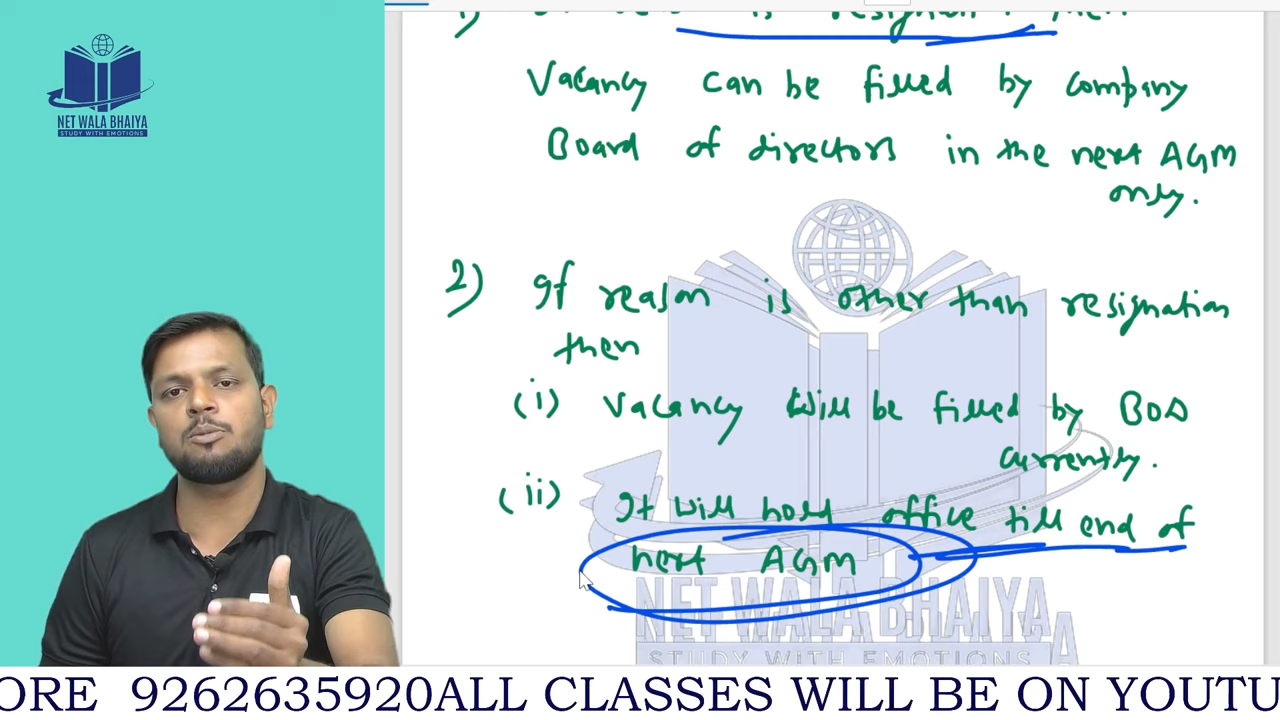 NET WALA BHAIYA
STUDY WITH EMOTIONS
1)
is
Vacancy can be filled by company
Board of directors in the next AGM
only.
2) If reason is other than resignation
then
(i) Vacancy will be filled by BOD
currently.
(ii) It will hold office till end of
next AGM
NET WALA BHAIYA
STUDY WITH EMOTIONS
ORE 9262635920ALL CLASSES WILL BE ON YOUTU